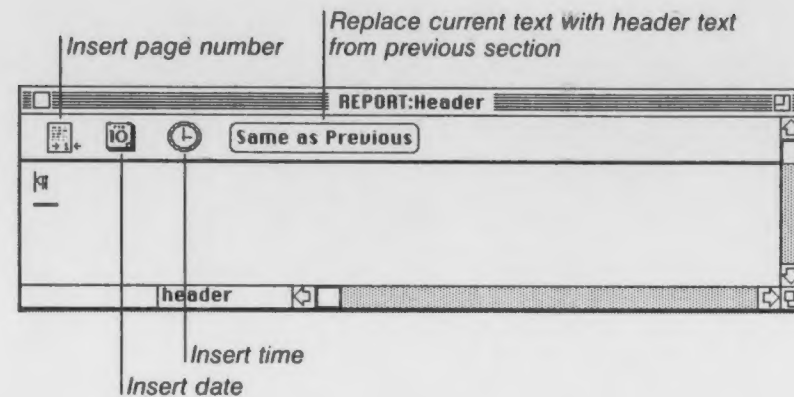 Insert page number
Replace current text with header text
from previous section
REPORT:Header
10
Same as Previous
¶
header
Insert time
Insert date